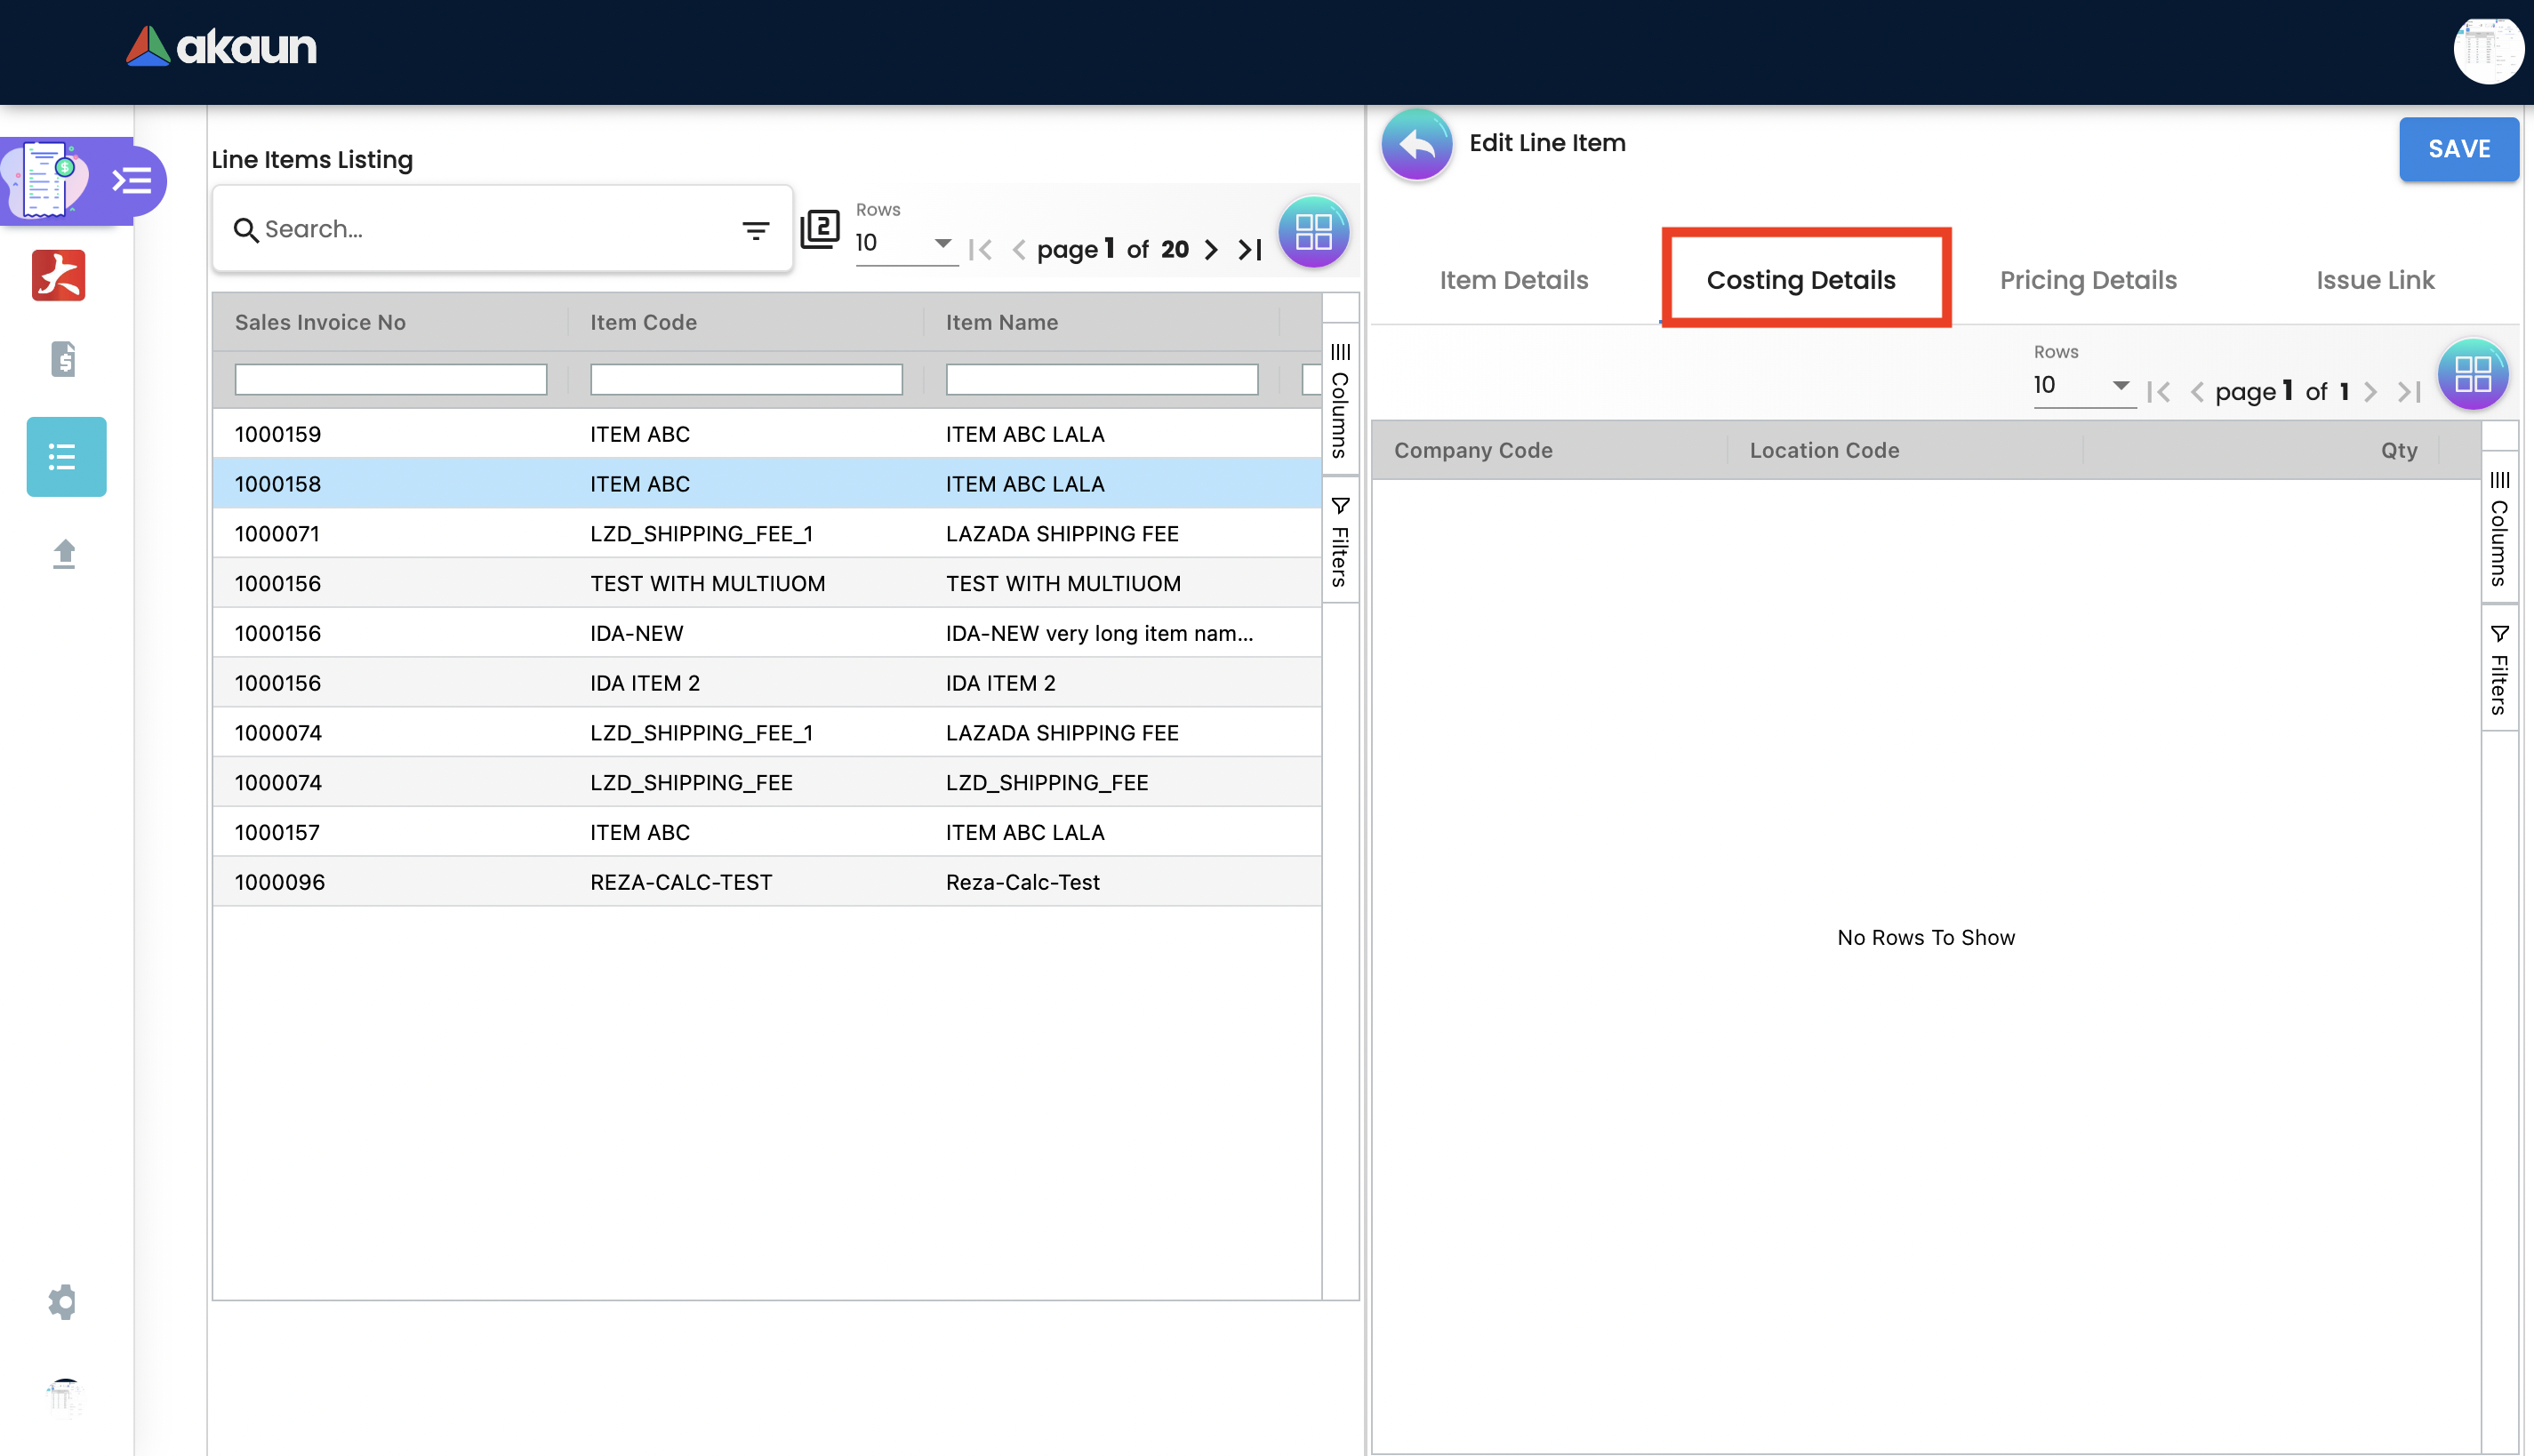 akaun
Line Items Listing
Search...
2
Rows
10
page 1 of 20
Sales Invoice No Item Code Item Name
1000159 ITEM ABC ITEM ABC LALA
1000158 ITEM ABC ITEM ABC LALA
1000071 LZD_SHIPPING_FEE_1 LAZADA SHIPPING FEE
1000156 TEST WITH MULTIUOM TEST WITH MULTIUOM
1000156 IDA-NEW IDA-NEW very long item nam...
1000156 IDA ITEM 2 IDA ITEM 2
1000074 LZD_SHIPPING_FEE_1 LAZADA SHIPPING FEE
1000074 LZD_SHIPPING_FEE LZD_SHIPPING_FEE
1000157 ITEM ABC ITEM ABC LALA
1000096 REZA-CALC-TEST Reza-Calc-Test
Columns
Filters
Edit Line Item
SAVE
Item Details Costing Details Pricing Details Issue Link
Rows
10
page 1 of 1
Company Code Location Code Qty
No Rows To Show
Columns
Filters